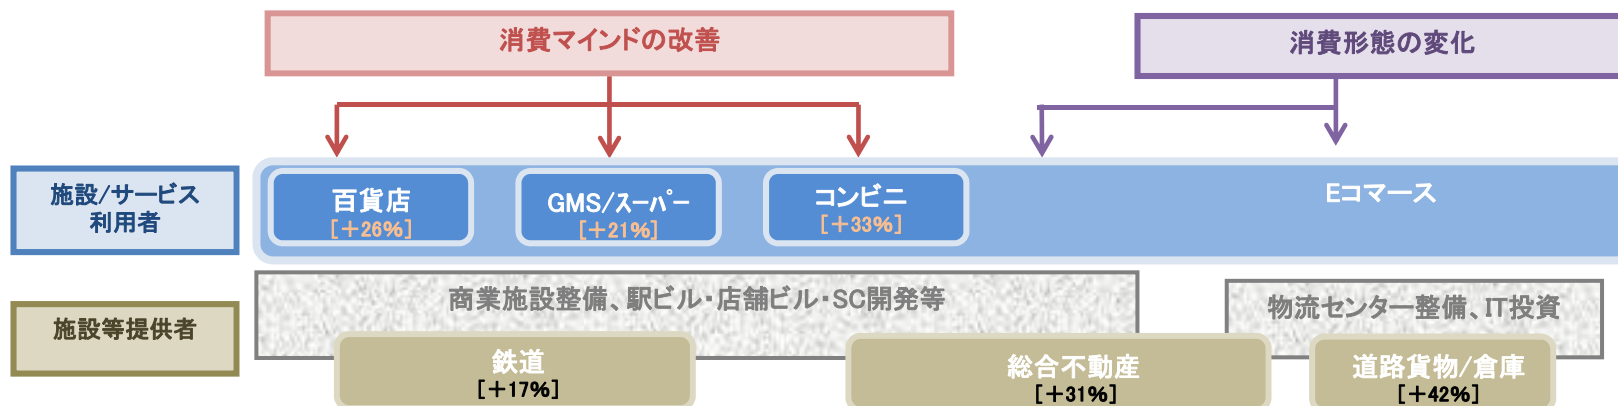 消費マインドの改善
消費形態の変化
施設/サービス
利用者
百貨店
[+26%]
GMS/スーパー
[+21%]
コンビニ
[+33%]
Eコマース
商業施設整備、駅ビル・店舗ビル・SC開発等
物流センター整備、IT投資
施設等提供者
鉄道
[+17%]
総合不動産
[+31%]
道路貨物/倉庫
[+42%]